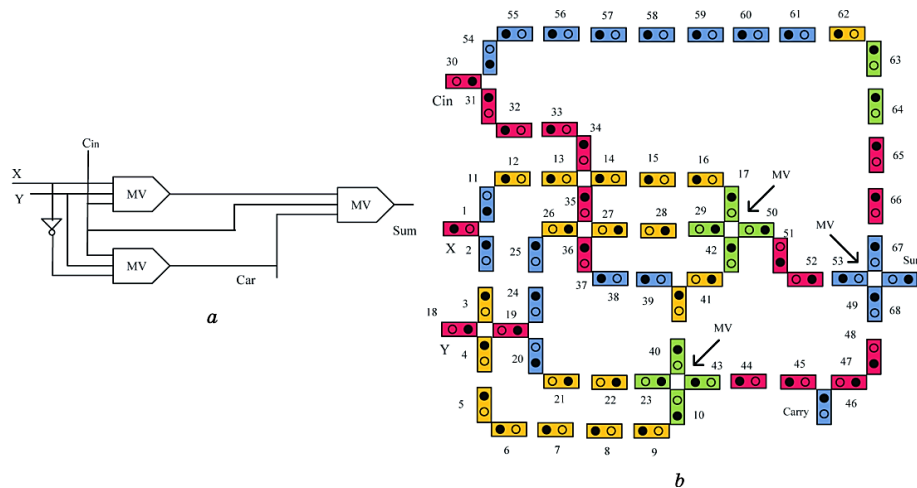 Cin
X
Y
MV
MV
MV
Sum
Car
a
55 56 57 58 59 60 61 62
54
63
30
Cin
31
64
32 33
34
65
12 13 14 15 16
11
17 MV
66
35
1 26 27 28 29 50
MV 67
X
2 25 36 42 51
52 53 Sum
37
38 39 41
24
49 68
3
18 19
MV
48
Y
4 20
40
43 44 45 47
5
21 22 23
10
Carry 46
6 7 8 9
b